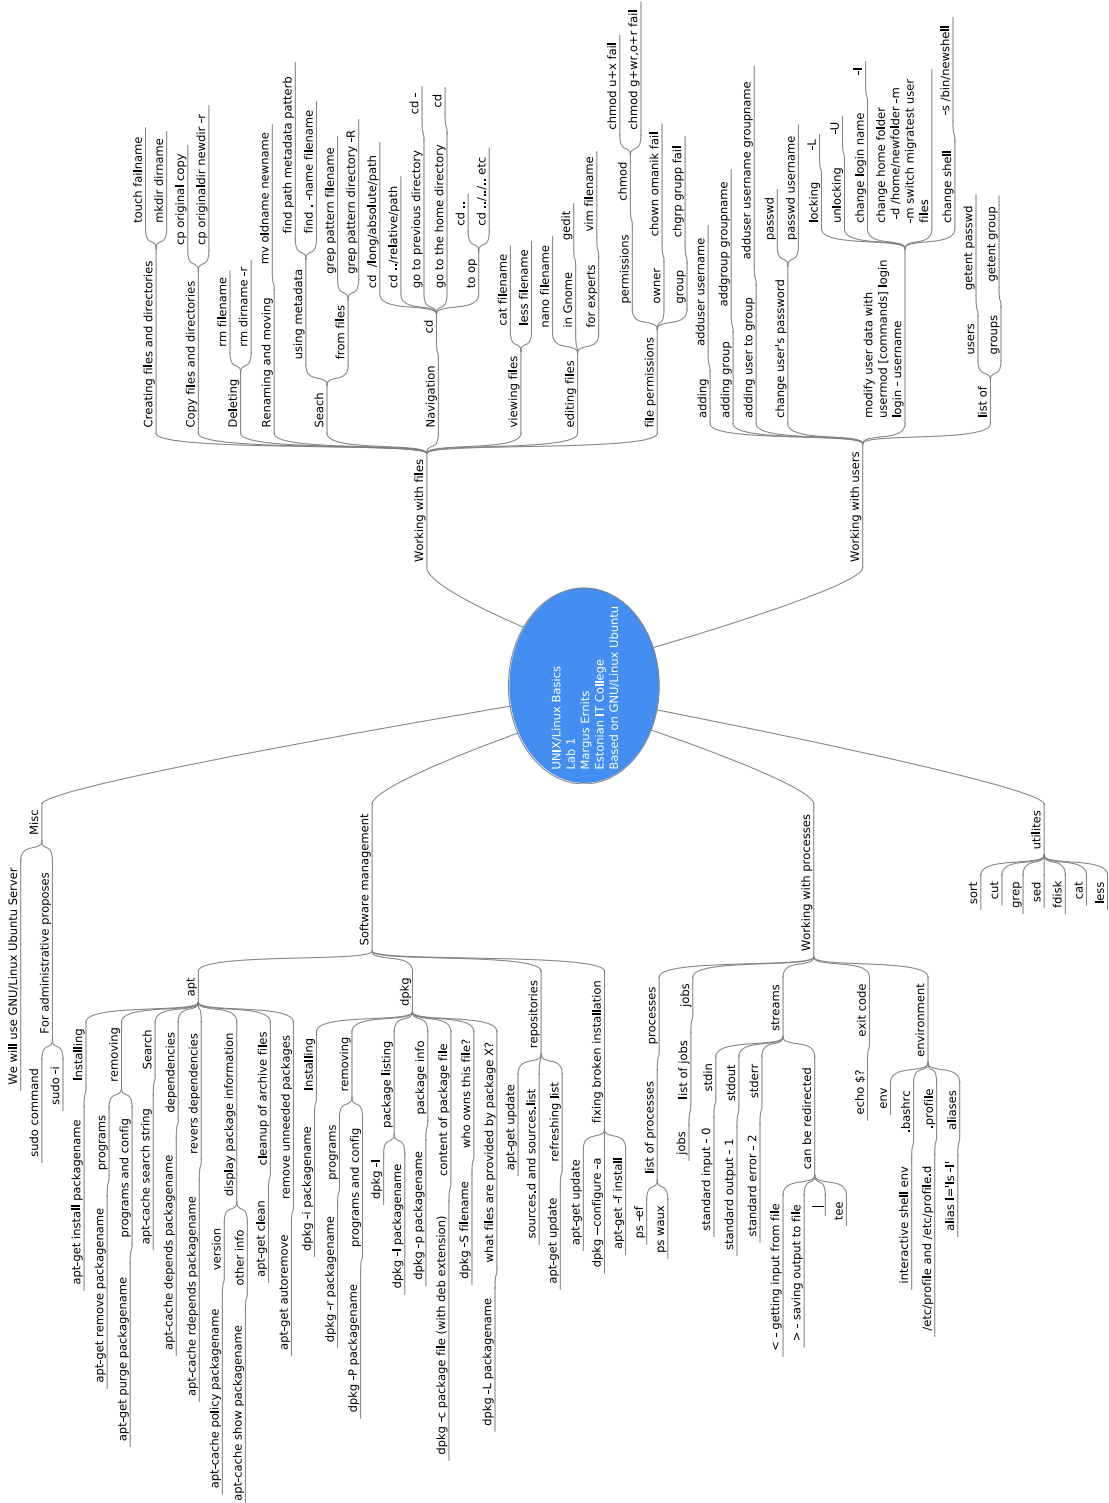 UNIX/Linux Basics
Lab 1
Margus Ernits
Estonian IT College
Based on GNU/Linux Ubuntu
Working with files
Creating files and directories
touch failname
mkdir dirname
Copy files and directories
cp original copy
cp originaldir newdir -r
Deleting
rm filename
rm dirname -r
Renaming and moving
mv oldname newname
Seach
using metadata
find path metadata patterb
find . -name filename
from files
grep pattern filename
grep pattern directory -R
Navigation
cd
cd /long/absolute/path
cd ../relative/path
go to previous directory
cd -
go to the home directory
cd
to op
cd ..
cd ../../.. etc
viewing files
cat filename
less filename
editing files
nano filename
in Gnome
gedit
for experts
vim filename
file permissions
permissions
chmod
chmod u+x fail
chmod g+wr,o+r fail
owner
chown omanik fail
group
chgrp grupp fail
Working with users
adding
adduser username
adding group
addgroup groupname
adding user to group
adduser username groupname
change user's password
passwd
passwd username
modify user data with
usermod [commands] login
login - username
locking
-L
unlocking
-U
change login name
-l
change home folder
-d /home/newfolder -m
-m switch migratest user
files
change shell
-s /bin/newshell
list of
users
getent passwd
groups
getent group
Misc
We will use GNU/Linux Ubuntu Server
For administrative proposes
sudo command
sudo -i
Software management
apt
Installing
apt-get install packagename
removing
programs
apt-get remove packagename
programs and config
apt-get purge packagename
Search
apt-cache search string
dependencies
apt-cache depends packagename
revers dependencies
apt-cache rdepends packagename
display package information
version
apt-cache policy packagename
other info
apt-cache show packagename
cleanup of archive files
apt-get clean
remove unneeded packages
apt-get autoremove
dpkg
Installing
dpkg -i packagename
removing
programs
dpkg -r packagename
programs and config
dpkg -P packagename
package listing
dpkg -l
dpkg -l packagename
package info
dpkg -p packagename
content of package file
dpkg -c package file (with deb extension)
who owns this file?
dpkg -S filename
what files are provided by package X?
dpkg -L packagename
repositories
apt-get update
sources.d and sources.list
refreshing list
apt-get update
fixing broken installation
apt-get update
dpkg --configure -a
apt-get -f install
Working with processes
processes
list of processes
ps -ef
ps waux
jobs
list of jobs
jobs
streams
stdin
standard input - 0
stdout
standard output - 1
stderr
standard error - 2
can be redirected
< - getting input from file
> - saving output to file
|
tee
exit code
echo $?
environment
env
.bashrc
interactive shell env
.profile
/etc/profile and /etc/profile.d
aliases
alias l='ls -l'
utilites
sort
cut
grep
sed
fdisk
cat
less